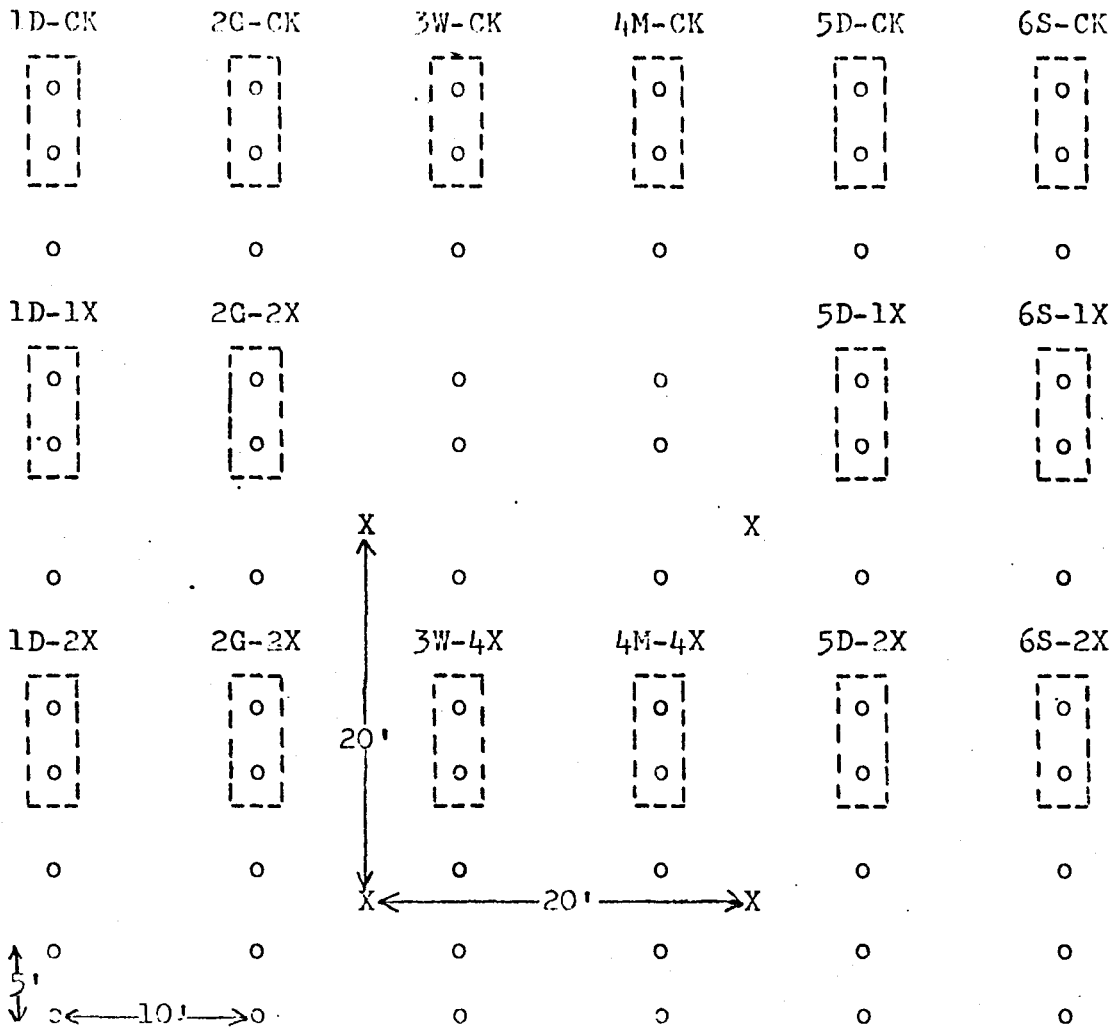 1D-CK 2G-CK 3W-CK 4M-CK 5D-CK 6S-CK
1D-1X 2G-2X 5D-1X 6S-1X
X X
1D-2X 2G-2X 3W-4X 4M-4X 5D-2X 6S-2X
20'
X 20' X
5'
10'